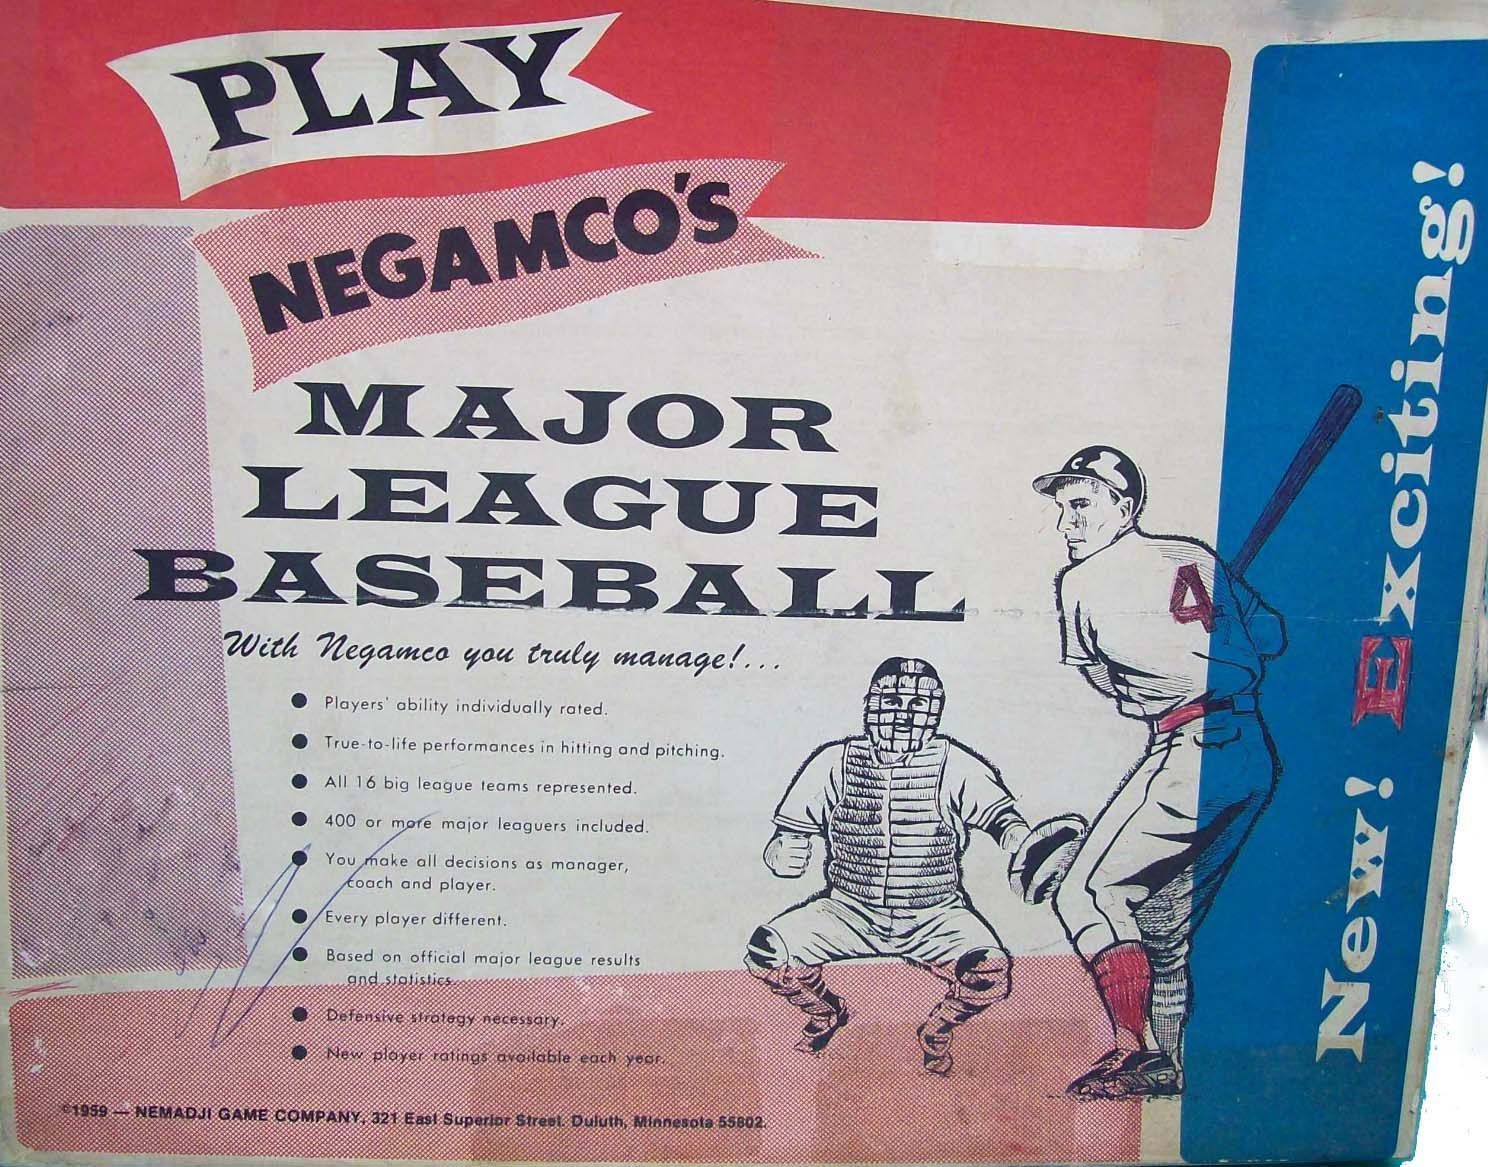 PLAY
NEGAMCO'S
MAJOR
LEAGUE
BASEBALL
With Negamco you truly manage!...
● Players' ability individually rated.
● True-to-life performances in hitting and pitching.
● All 16 big league teams represented.
● 400 or more major leaguers included.
● You make all decisions as manager,
coach and player.
● Every player different.
● Based on official major league results
and statistics.
● Defensive strategy necessary.
● New player ratings available each year.
©1959 — NEMADJI GAME COMPANY, 321 East Superior Street, Duluth, Minnesota 55802.
C
4
New! Exciting!